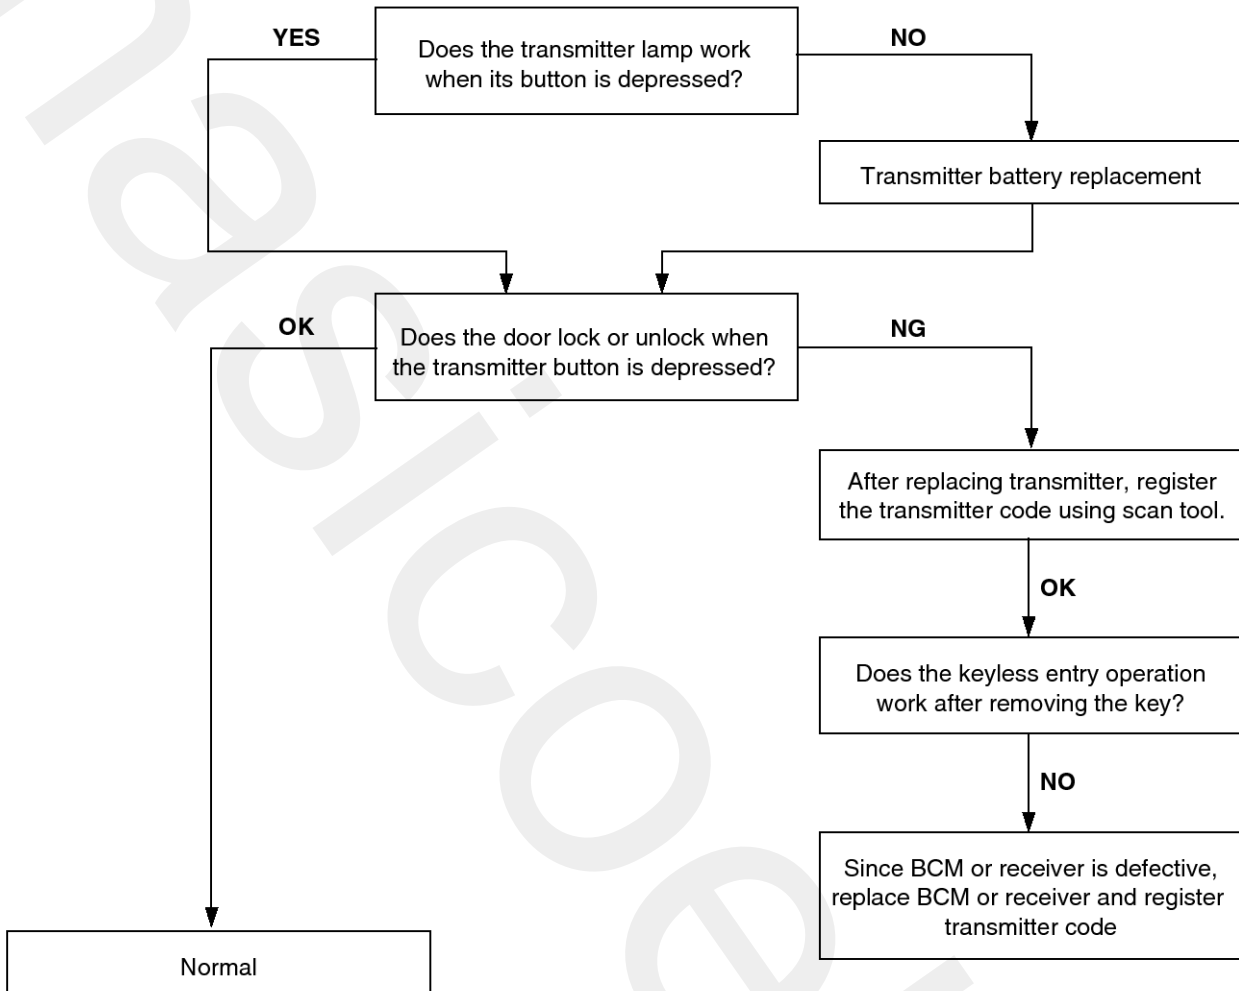 YES
Does the transmitter lamp work
when its button is depressed?
NO
Transmitter battery replacement
OK
Does the door lock or unlock when
the transmitter button is depressed?
NG
After replacing transmitter, register
the transmitter code using scan tool.
OK
Does the keyless entry operation
work after removing the key?
NO
Since BCM or receiver is defective,
replace BCM or receiver and register
transmitter code
Normal